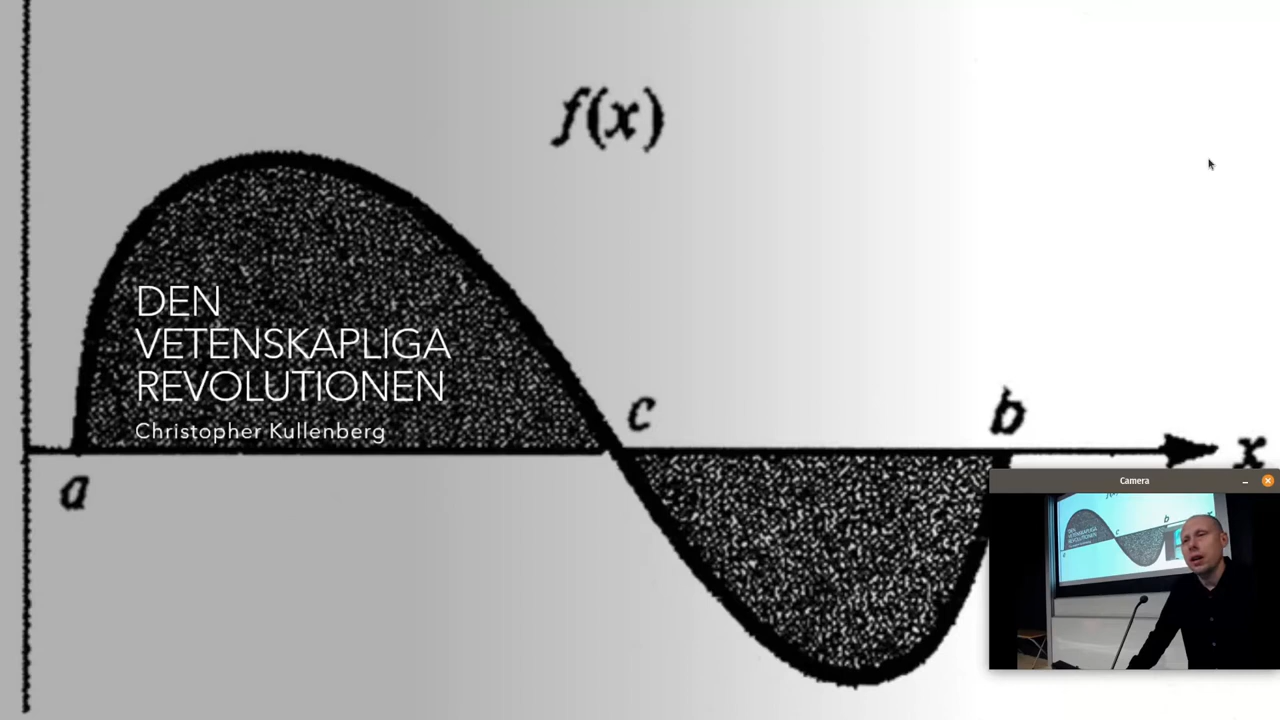 f(x)
DEN
VETENSKAPLIGA
REVOLUTIONEN
Christopher Kullenberg
c
b
x
a
Camera